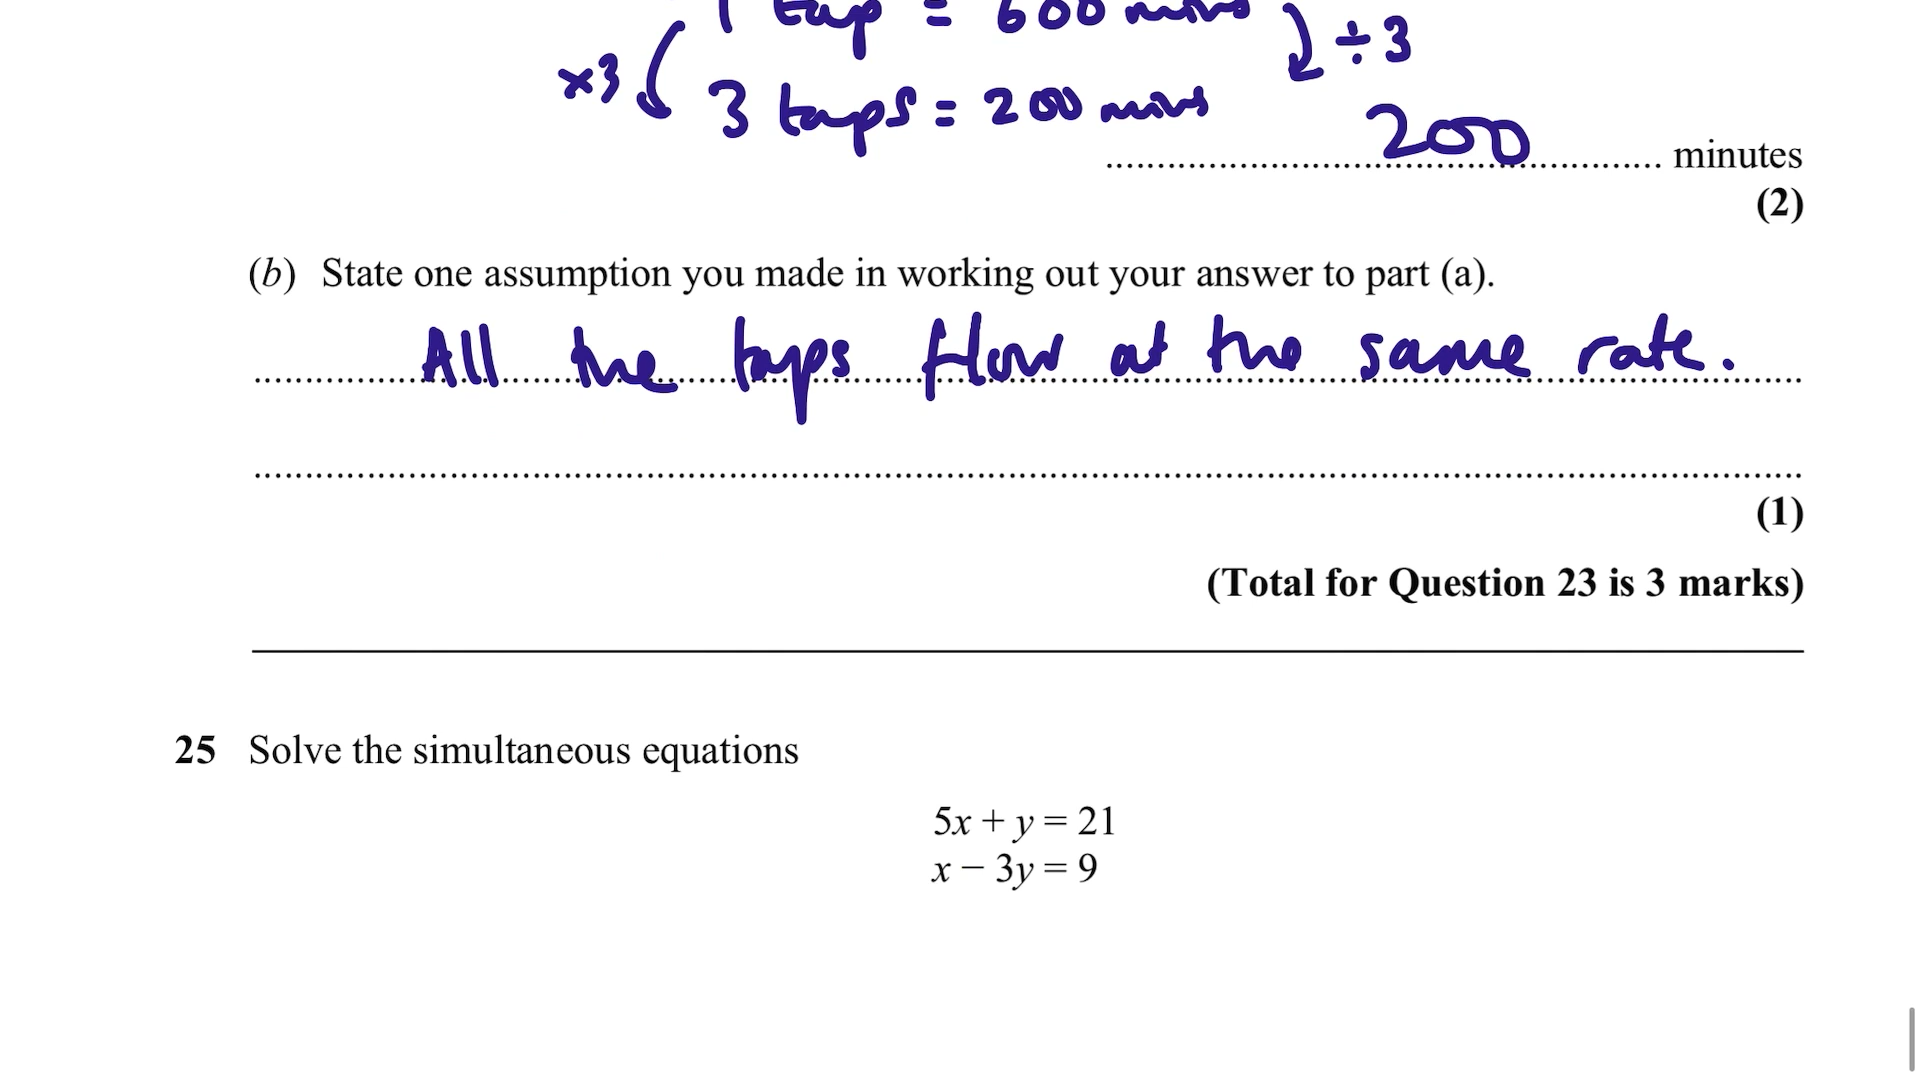 1 tap = 600 mins ÷3
×3 3 taps = 200 mins
200 minutes
(2)
(b) State one assumption you made in working out your answer to part (a).
All the taps flow at the same rate.
(1)
(Total for Question 23 is 3 marks)
25 Solve the simultaneous equations
5x + y = 21
x − 3y = 9